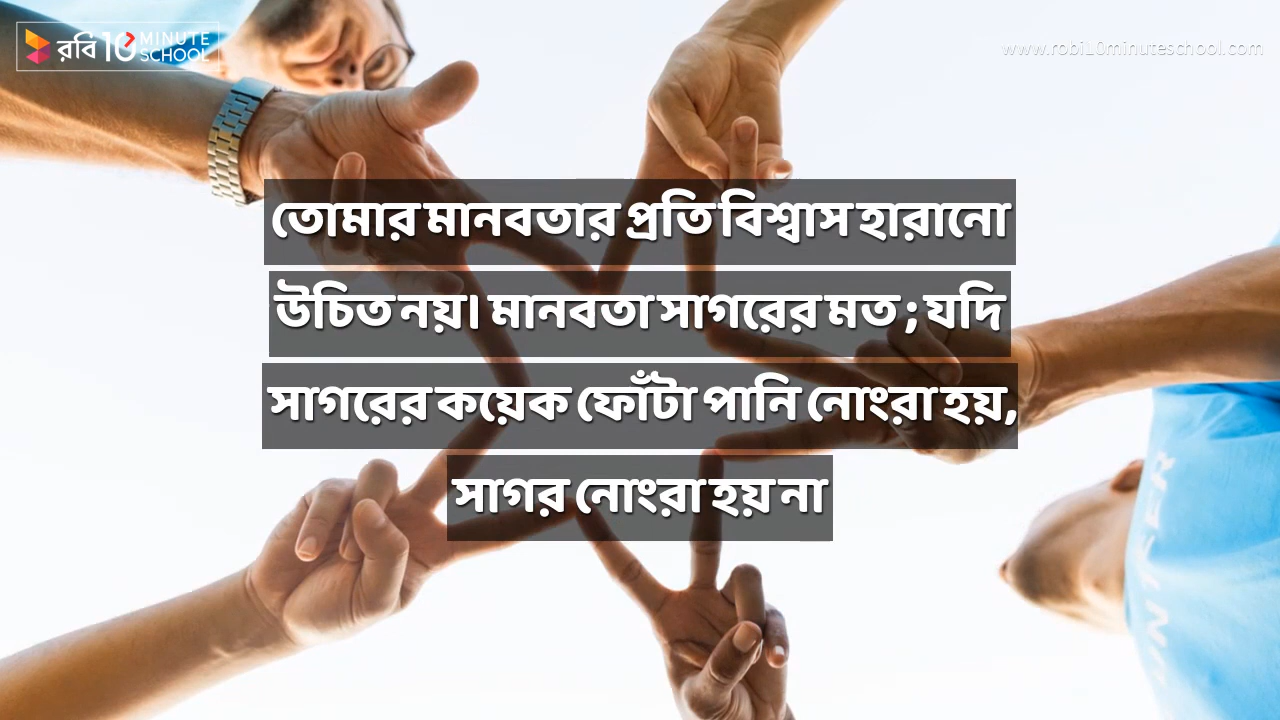 রবি 10 MINUTE SCHOOL
www.robi10minuteschool.com
তোমার মানবতার প্রতি বিশ্বাস হারানো
উচিত নয়। মানবতা সাগরের মত ; যদি
সাগরের কয়েক ফোঁটা পানি নোংরা হয়,
সাগর নোংরা হয় না